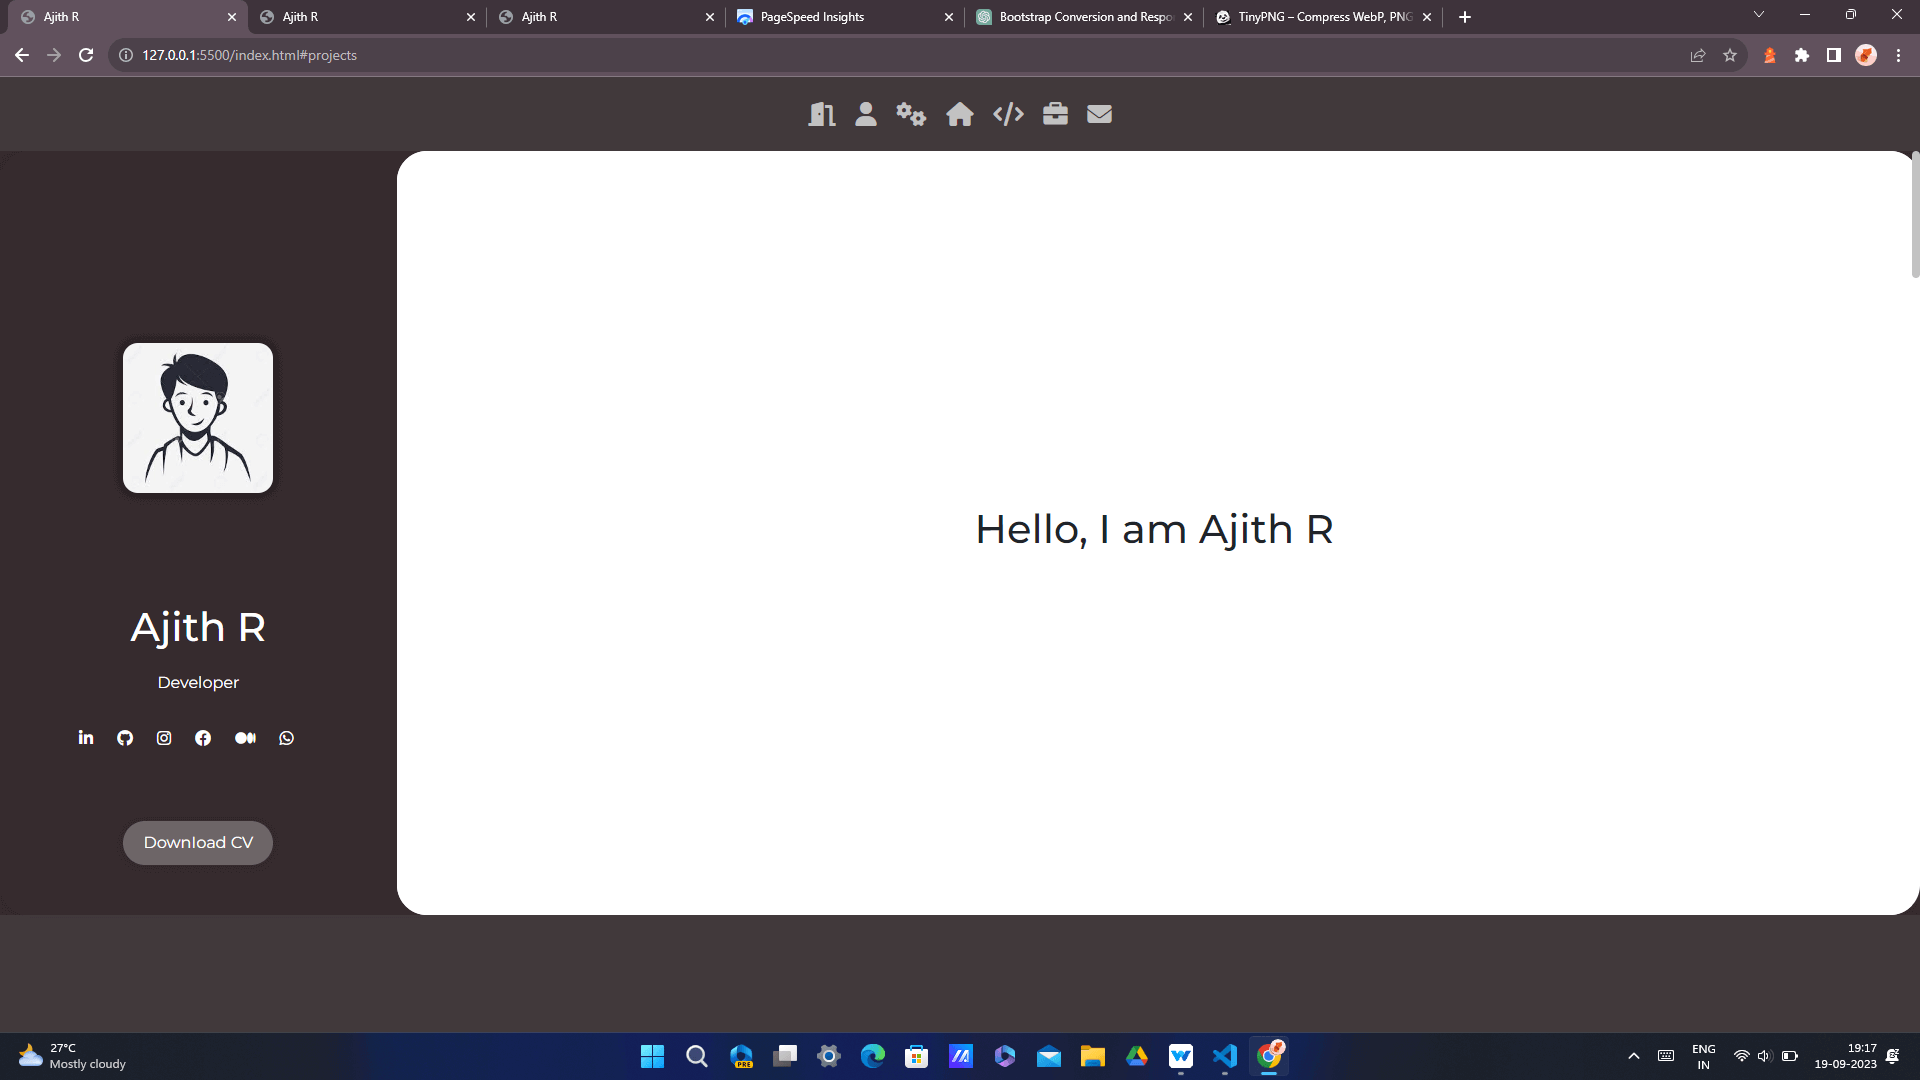 Ajith R
Ajith R
Ajith R
PageSpeed Insights
Bootstrap Conversion and Respo
TinyPNG – Compress WebP, PNG
127.0.0.1:5500/index.html#projects
Hello, I am Ajith R
Ajith R
Developer
Download CV
27°C
Mostly cloudy
PRE
ENG
IN
19:17
19-09-2023